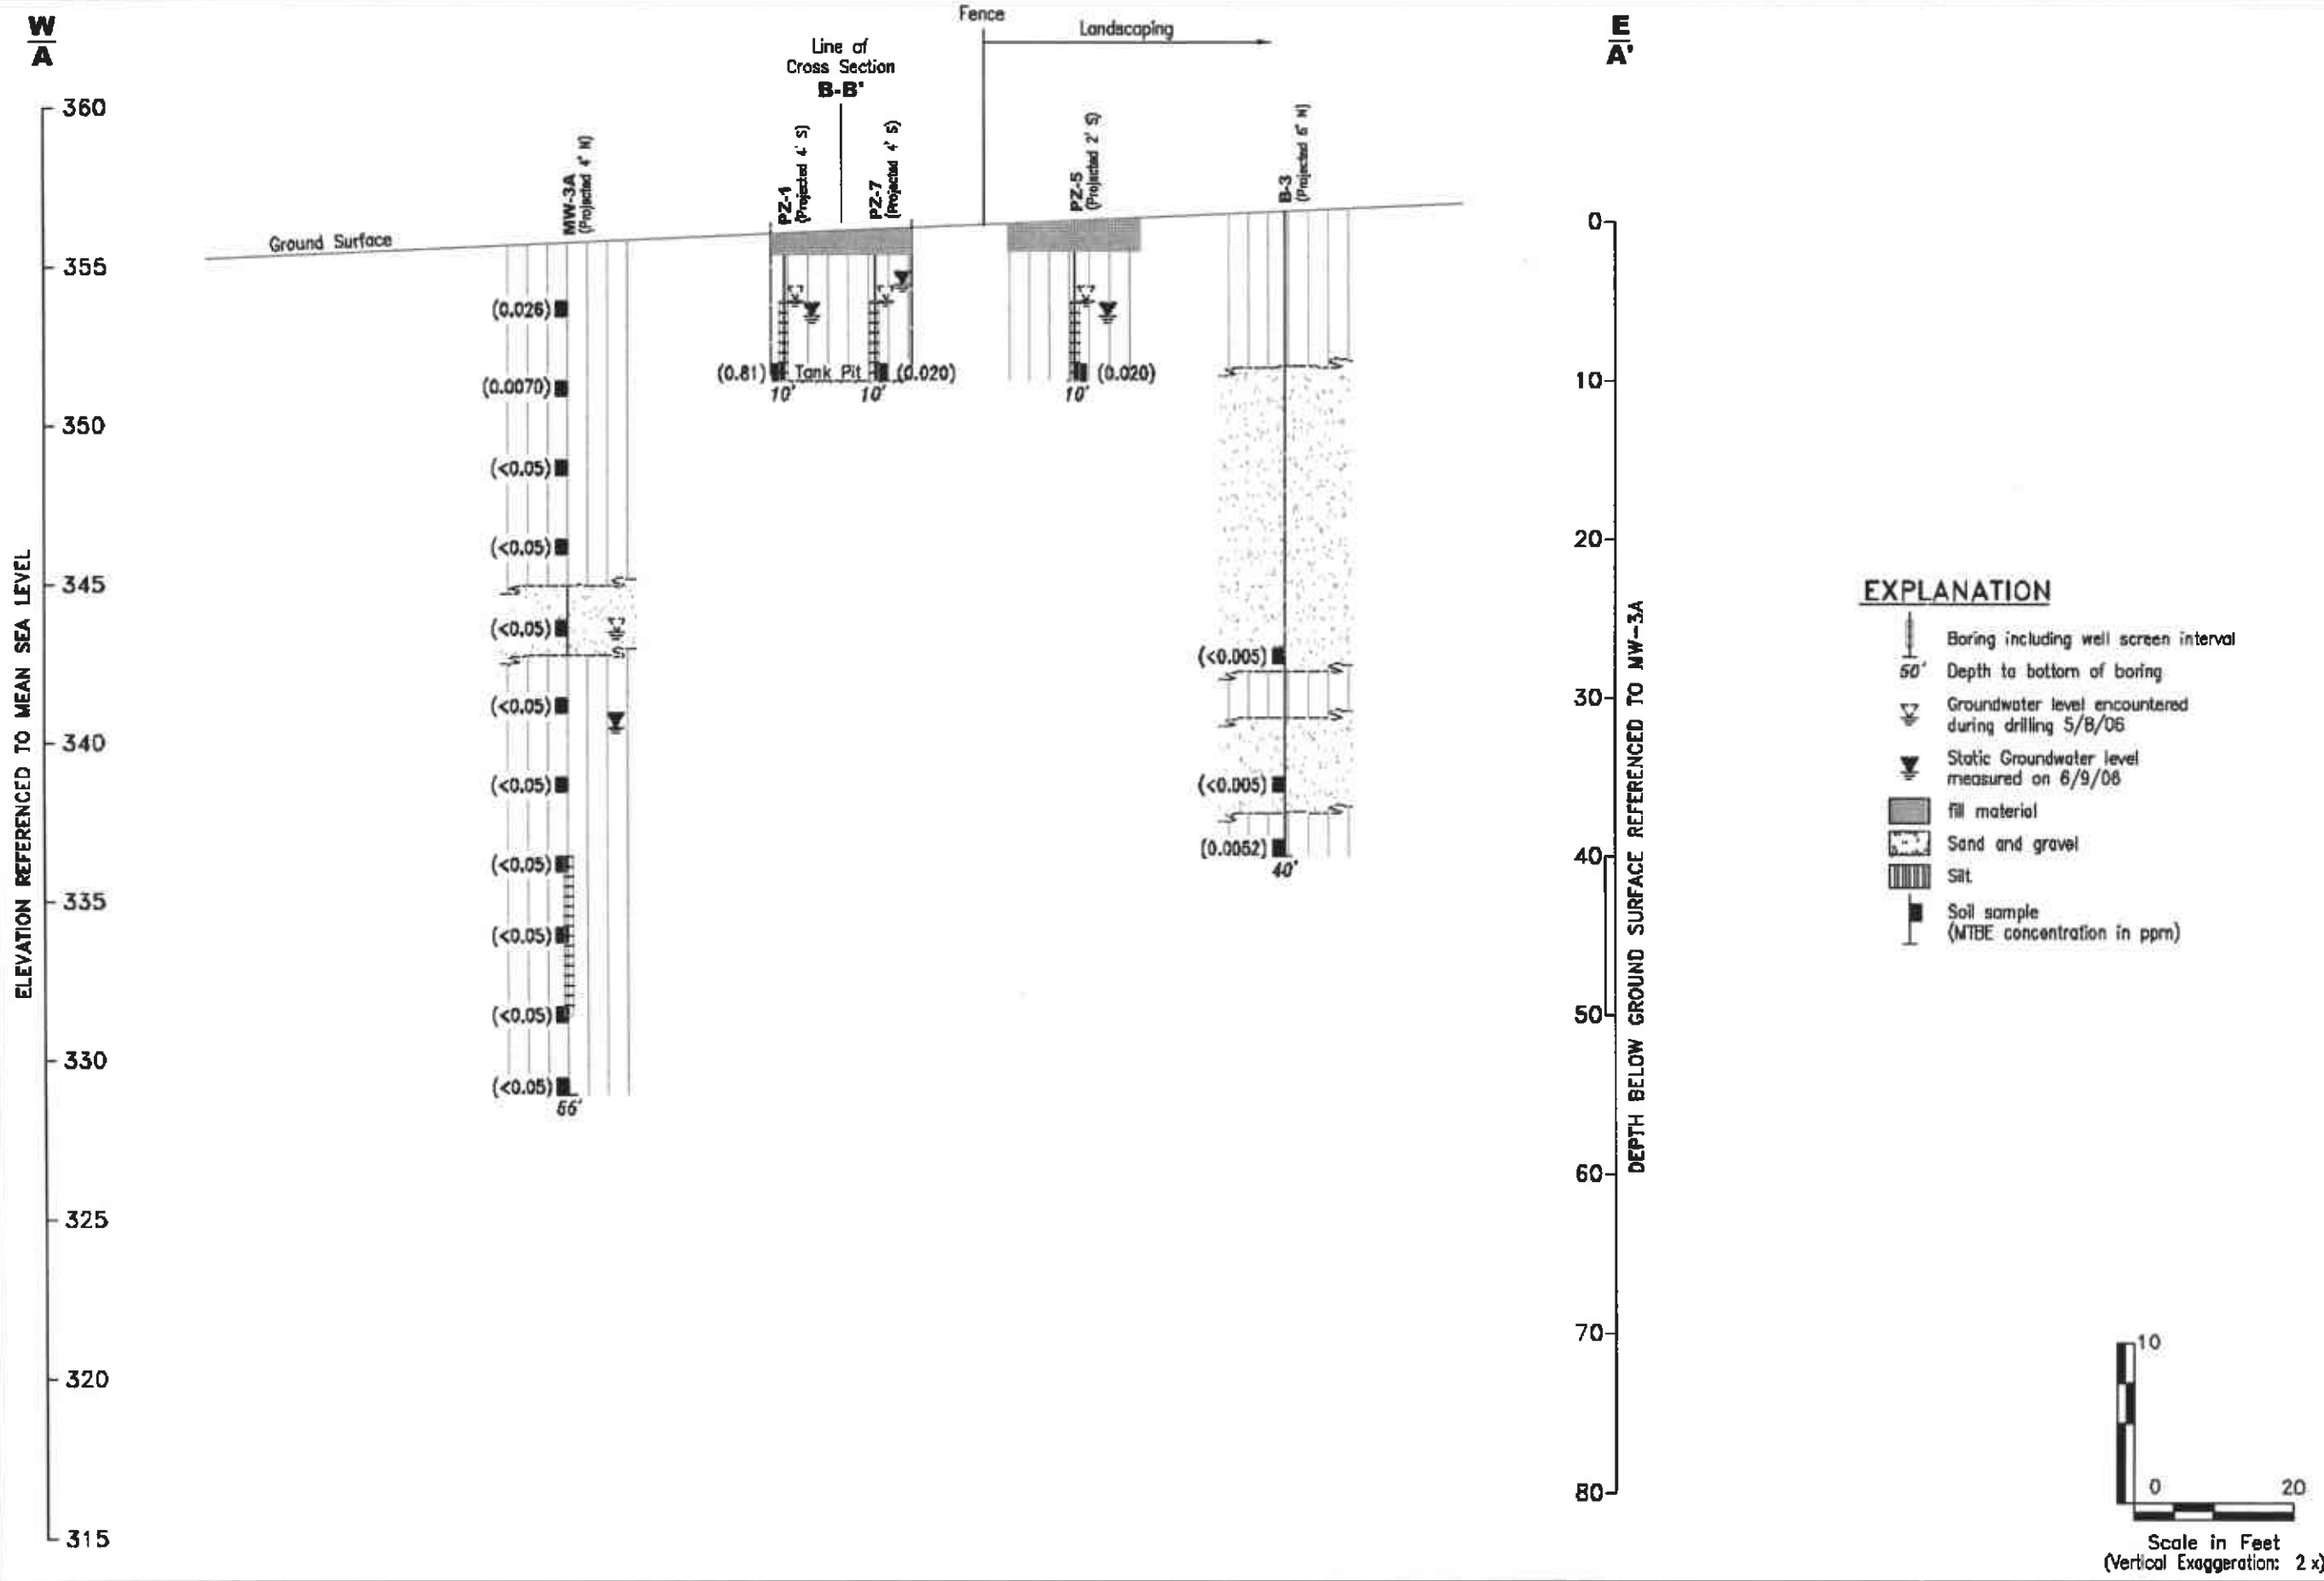 W
A
E
A'
Fence
Landscaping
Line of
Cross Section
B-B'
360
355
350
345
340
335
330
325
320
315
ELEVATION REFERENCED TO MEAN SEA LEVEL
Ground Surface
MW-3A
(Projected 4' N)
PZ-1
(Projected 4' S)
PZ-7
(Projected 4' S)
PZ-5
(Projected 2' S)
B-3
(Projected 6' N)
(0.026)
(0.0070)
(<0.05)
(<0.05)
(<0.05)
(<0.05)
(<0.05)
(<0.05)
(<0.05)
(<0.05)
(<0.05)
56'
(0.81)
Tank Pit
(0.020)
10'
10'
(0.020)
10'
(<0.005)
(<0.005)
(0.0052)
40'
0
10
20
30
40
50
60
70
80
DEPTH BELOW GROUND SURFACE REFERENCED TO MW-3A
EXPLANATION
Boring including well screen interval
50' Depth to bottom of boring
Groundwater level encountered
during drilling 5/8/06
Static Groundwater level
measured on 6/9/06
fill material
Sand and gravel
Silt
Soil sample
(MTBE concentration in ppm)
10
0 20
Scale in Feet
(Vertical Exaggeration: 2 x)